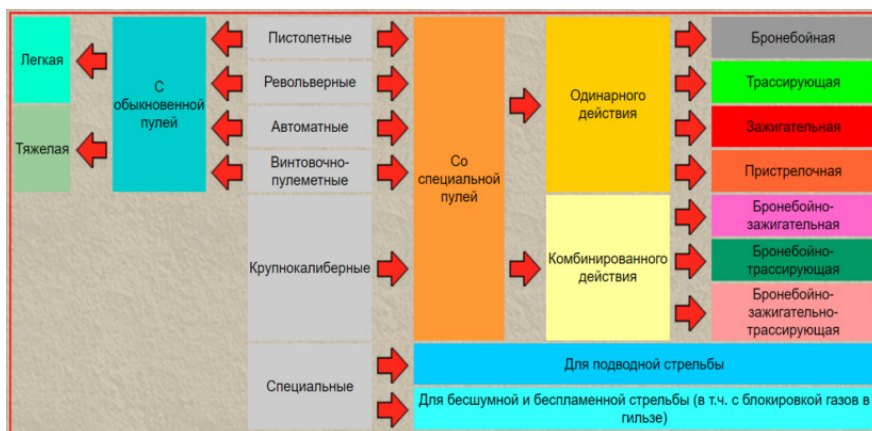 Легкая
Тяжелая
С
обыкновенной
пулей
Пистолетные
Револьверные
Автоматные
Винтовочно-
пулеметные
Крупнокалиберные
Специальные
Со
специальной
пулей
Одинарного
действия
Комбинированного
действия
Бронебойная
Трассирующая
Зажигательная
Пристрелочная
Бронебойно-
зажигательная
Бронебойно-
трассирующая
Бронебойно-
зажигательно-
трассирующая
Для подводной стрельбы
Для бесшумной и беспламенной стрельбы (в т.ч. с блокировкой газов в
гильзе)